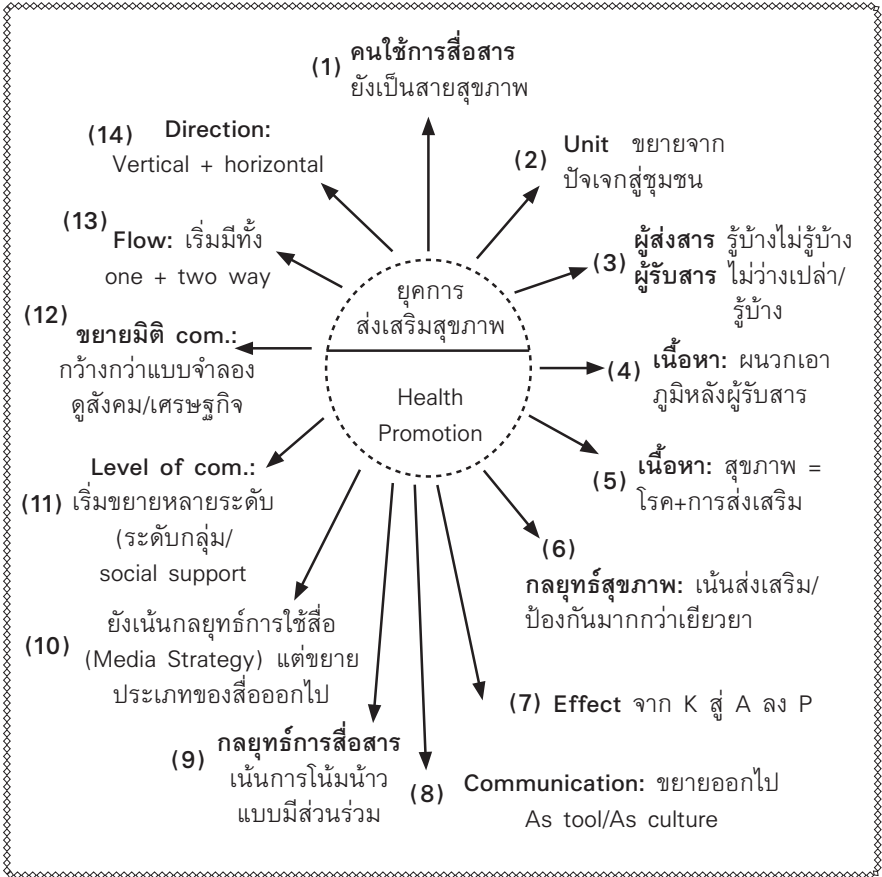 (1) คนใช้การสื่อสาร
ยังเป็นสายสุขภาพ
(2) Unit ขยายจาก
ปัจเจกสู่ชุมชน
(3) ผู้ส่งสาร รู้บ้างไม่รู้บ้าง
ผู้รับสาร ไม่ว่างเปล่า/
รู้บ้าง
(4) เนื้อหา: ผนวกเอา
ภูมิหลังผู้รับสาร
(5) เนื้อหา: สุขภาพ =
โรค+การส่งเสริม
(6)
กลยุทธ์สุขภาพ: เน้นส่งเสริม/
ป้องกันมากกว่าเยียวยา
(7) Effect จาก K สู่ A ลง P
(8) Communication: ขยายออกไป
As tool/As culture
(9) กลยุทธ์การสื่อสาร
เน้นการโน้มน้าว
แบบมีส่วนร่วม
(10) ยังเน้นกลยุทธ์การใช้สื่อ
(Media Strategy) แต่ขยาย
ประเภทของสื่อออกไป
Level of com.:
(11) เริ่มขยายหลายระดับ
(ระดับกลุ่ม/
social support
(12)
ขยายมิติ com.:
กว้างกว่าแบบจำลอง
ดูสังคม/เศรษฐกิจ
(13)
Flow: เริ่มมีทั้ง
one + two way
(14) Direction:
Vertical + horizontal
ยุคการ
ส่งเสริมสุขภาพ
Health
Promotion